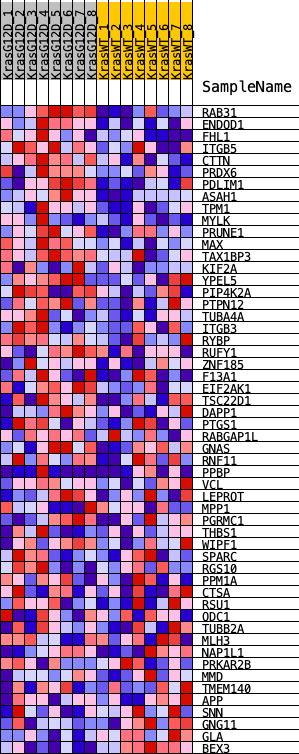 KrasG12D_1
KrasG12D_2
KrasG12D_3
KrasG12D_4
KrasG12D_5
KrasG12D_6
KrasG12D_7
KrasG12D_8
KrasWT_1
KrasWT_2
KrasWT_3
KrasWT_4
KrasWT_5
KrasWT_6
KrasWT_7
KrasWT_8
SampleName
RAB31
ENDOD1
FHL1
ITGB5
CTTN
PRDX6
PDLIM1
ASAH1
TPM1
MYLK
PRUNE1
MAX
TAX1BP3
KIF2A
YPEL5
PIP4K2A
PTPN12
TUBA4A
ITGB3
RYBP
RUFY1
ZNF185
F13A1
EIF2AK1
TSC22D1
DAPP1
PTGS1
RABGAP1L
GNAS
RNF11
PPBP
VCL
LEPROT
MPP1
PGRMC1
THBS1
WIPF1
SPARC
RGS10
PPM1A
CTSA
RSU1
ODC1
TUBB2A
MLH3
NAP1L1
PRKAR2B
MMD
TMEM140
APP
SNN
GNG11
GLA
BEX3